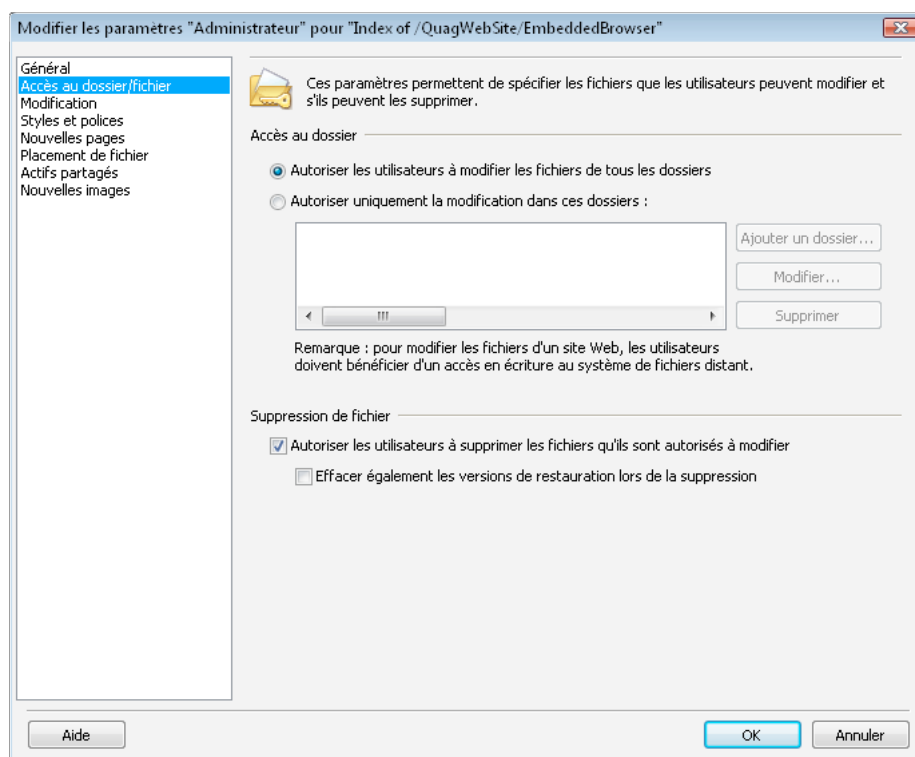 Modifier les paramètres "Administrateur" pour "Index of /QuagWebSite/EmbeddedBrowser"
Général
Accès au dossier/fichier
Modification
Styles et polices
Nouvelles pages
Placement de fichier
Actifs partagés
Nouvelles images
Ces paramètres permettent de spécifier les fichiers que les utilisateurs peuvent modifier et
s'ils peuvent les supprimer.
Accès au dossier
Autoriser les utilisateurs à modifier les fichiers de tous les dossiers
Autoriser uniquement la modification dans ces dossiers :
Ajouter un dossier...
Modifier...
Supprimer
Remarque : pour modifier les fichiers d'un site Web, les utilisateurs
doivent bénéficier d'un accès en écriture au système de fichiers distant.
Suppression de fichier
Autoriser les utilisateurs à supprimer les fichiers qu'ils sont autorisés à modifier
Effacer également les versions de restauration lors de la suppression
Aide
OK
Annuler